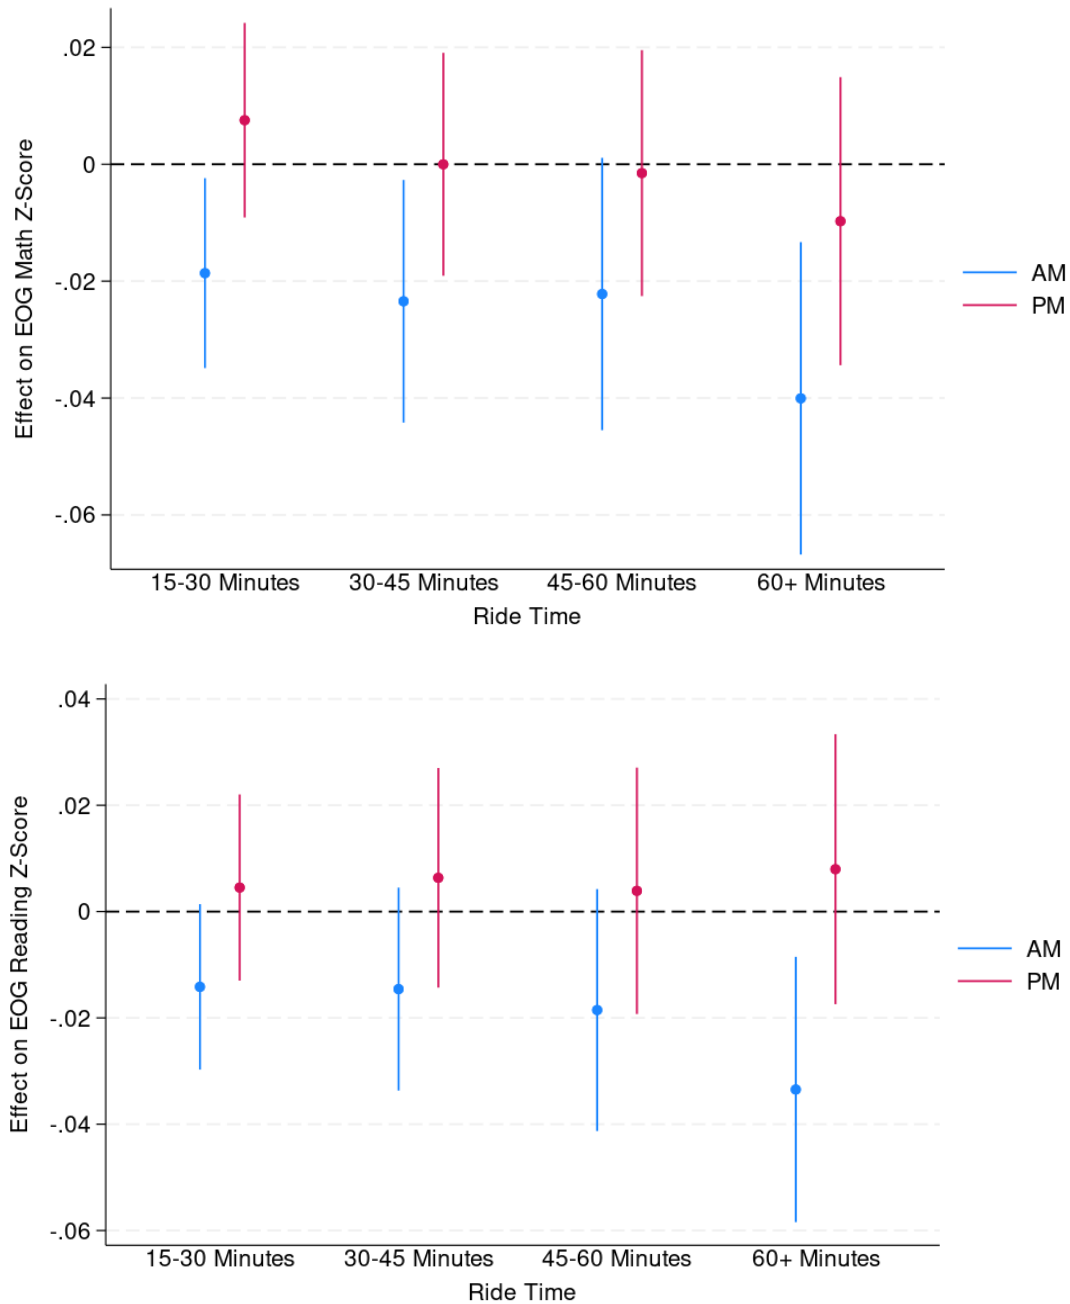 Effect on EOG Math Z-Score
.02
0
-.02
-.04
-.06
15-30 Minutes
30-45 Minutes
45-60 Minutes
60+ Minutes
Ride Time
AM
PM
Effect on EOG Reading Z-Score
.04
.02
0
-.02
-.04
-.06
15-30 Minutes
30-45 Minutes
45-60 Minutes
60+ Minutes
Ride Time
AM
PM